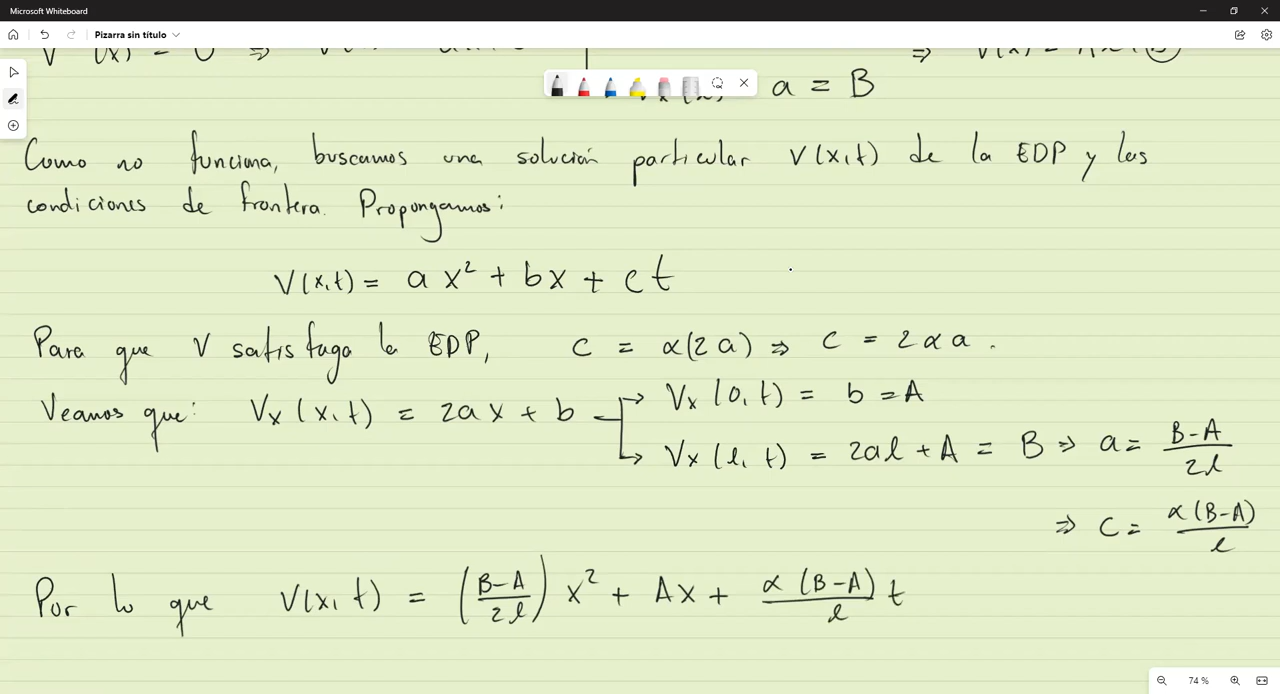 Microsoft Whiteboard
Pizarra sin título
a = B
Como no funciona, buscamos una solución particular V(x,t) de la EDP y las
condiciones de frontera. Propongamos:
V(x,t) = a x² + bx + ct
Para que V satisfaga la EDP, c = α(2a) ⇒ c = 2αa.
Veamos que: Vx(x,t) = 2ax + b → Vx(0,t) = b = A
→ Vx(l,t) = 2al + A = B ⇒ a = (B-A)/2l
⇒ c = α(B-A)/l
Por lo que V(x,t) = ((B-A)/2l) x² + Ax + α(B-A)/l t
74 %